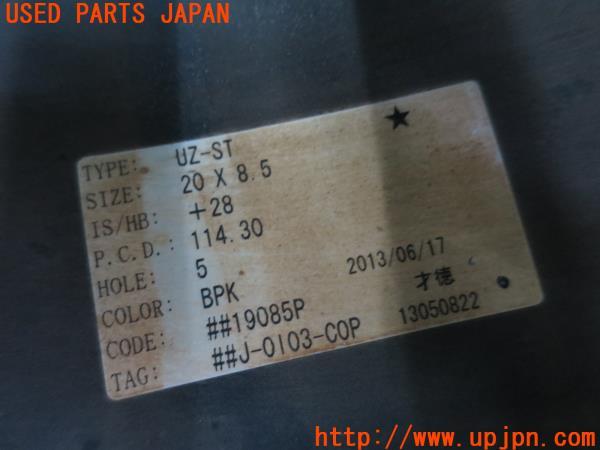 USED PARTS JAPAN
★
TYPE: UZ-ST
SIZE: 20 X 8.5
IS/HB: +28
P.C.D.: 114.30
HOLE: 5 2013/06/17
COLOR: BPK 才德
CODE: ##19085P 13050822
TAG: ##J-0103-COP
http://www.upjpn.com/